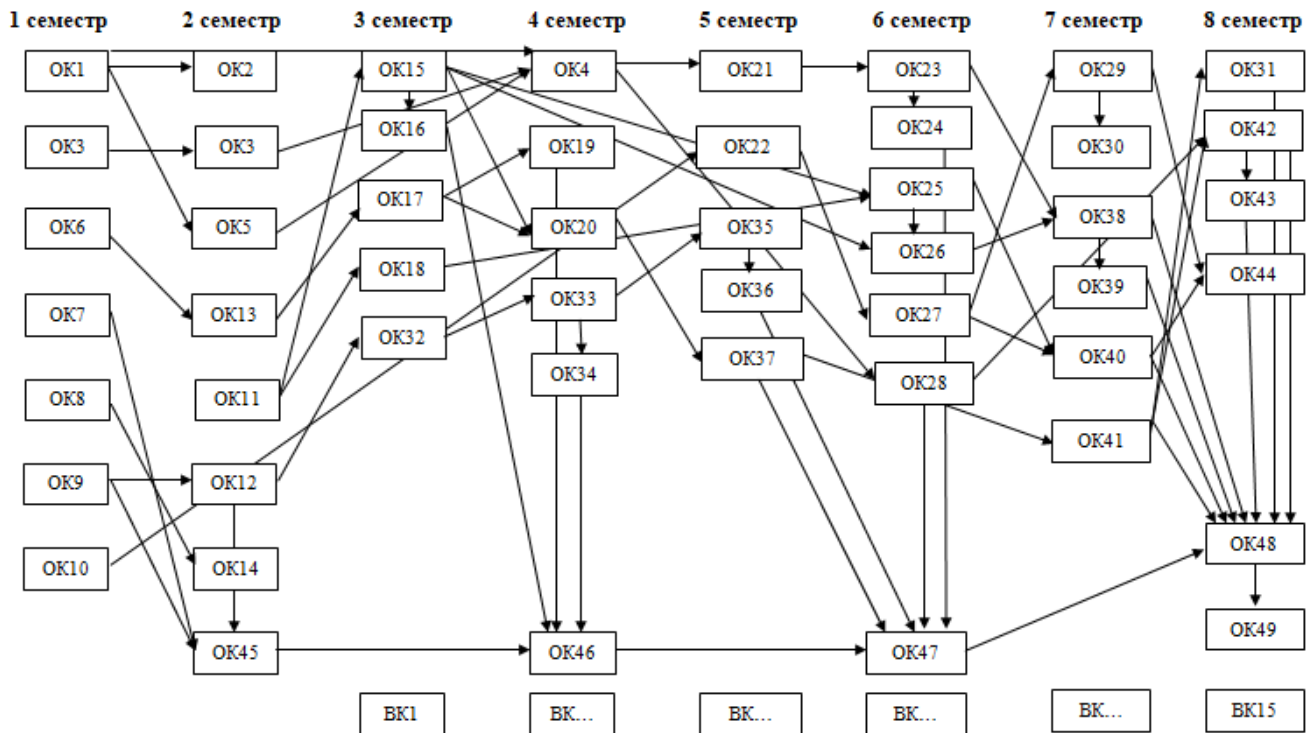 1 семестр 2 семестр 3 семестр 4 семестр 5 семестр 6 семестр 7 семестр 8 семестр
ОК1 ОК2 ОК15 ОК4 ОК21 ОК23 ОК29 ОК31
ОК3 ОК3 ОК16 ОК19 ОК22 ОК24 ОК30 ОК42
ОК6 ОК5 ОК17 ОК20 ОК35 ОК25 ОК38 ОК43
ОК7 ОК13 ОК18 ОК33 ОК36 ОК26 ОК39 ОК44
ОК8 ОК11 ОК32 ОК34 ОК37 ОК27 ОК40
ОК9 ОК12 ОК28 ОК41
ОК10 ОК14 ОК48
ОК45 ОК46 ОК47 ОК49
ВК1 ВК... ВК... ВК... ВК... ВК15